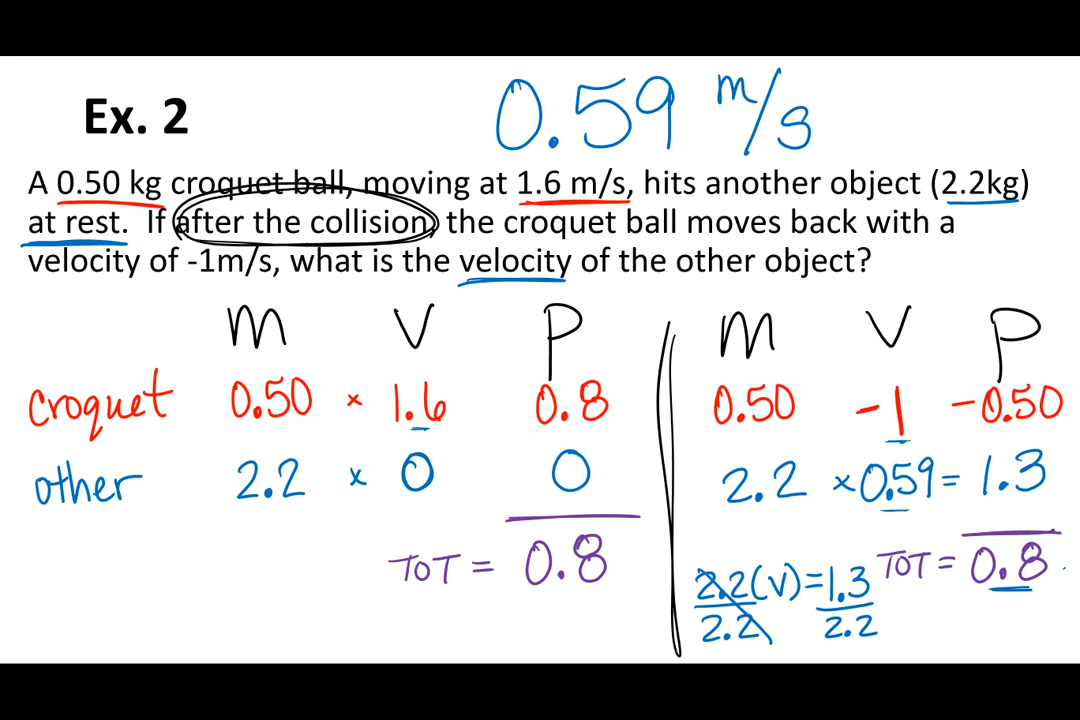 Ex. 2 0.59 m/s
A 0.50 kg croquet ball, moving at 1.6 m/s, hits another object (2.2kg)
at rest. If after the collision, the croquet ball moves back with a
velocity of -1m/s, what is the velocity of the other object?
m v p m v p
croquet 0.50 × 1.6 0.8 0.50 -1 -0.50
other 2.2 × 0 0 2.2 × 0.59 = 1.3
TOT = 0.8 TOT = 0.8
2.2(v) = 1.3
2.2 2.2